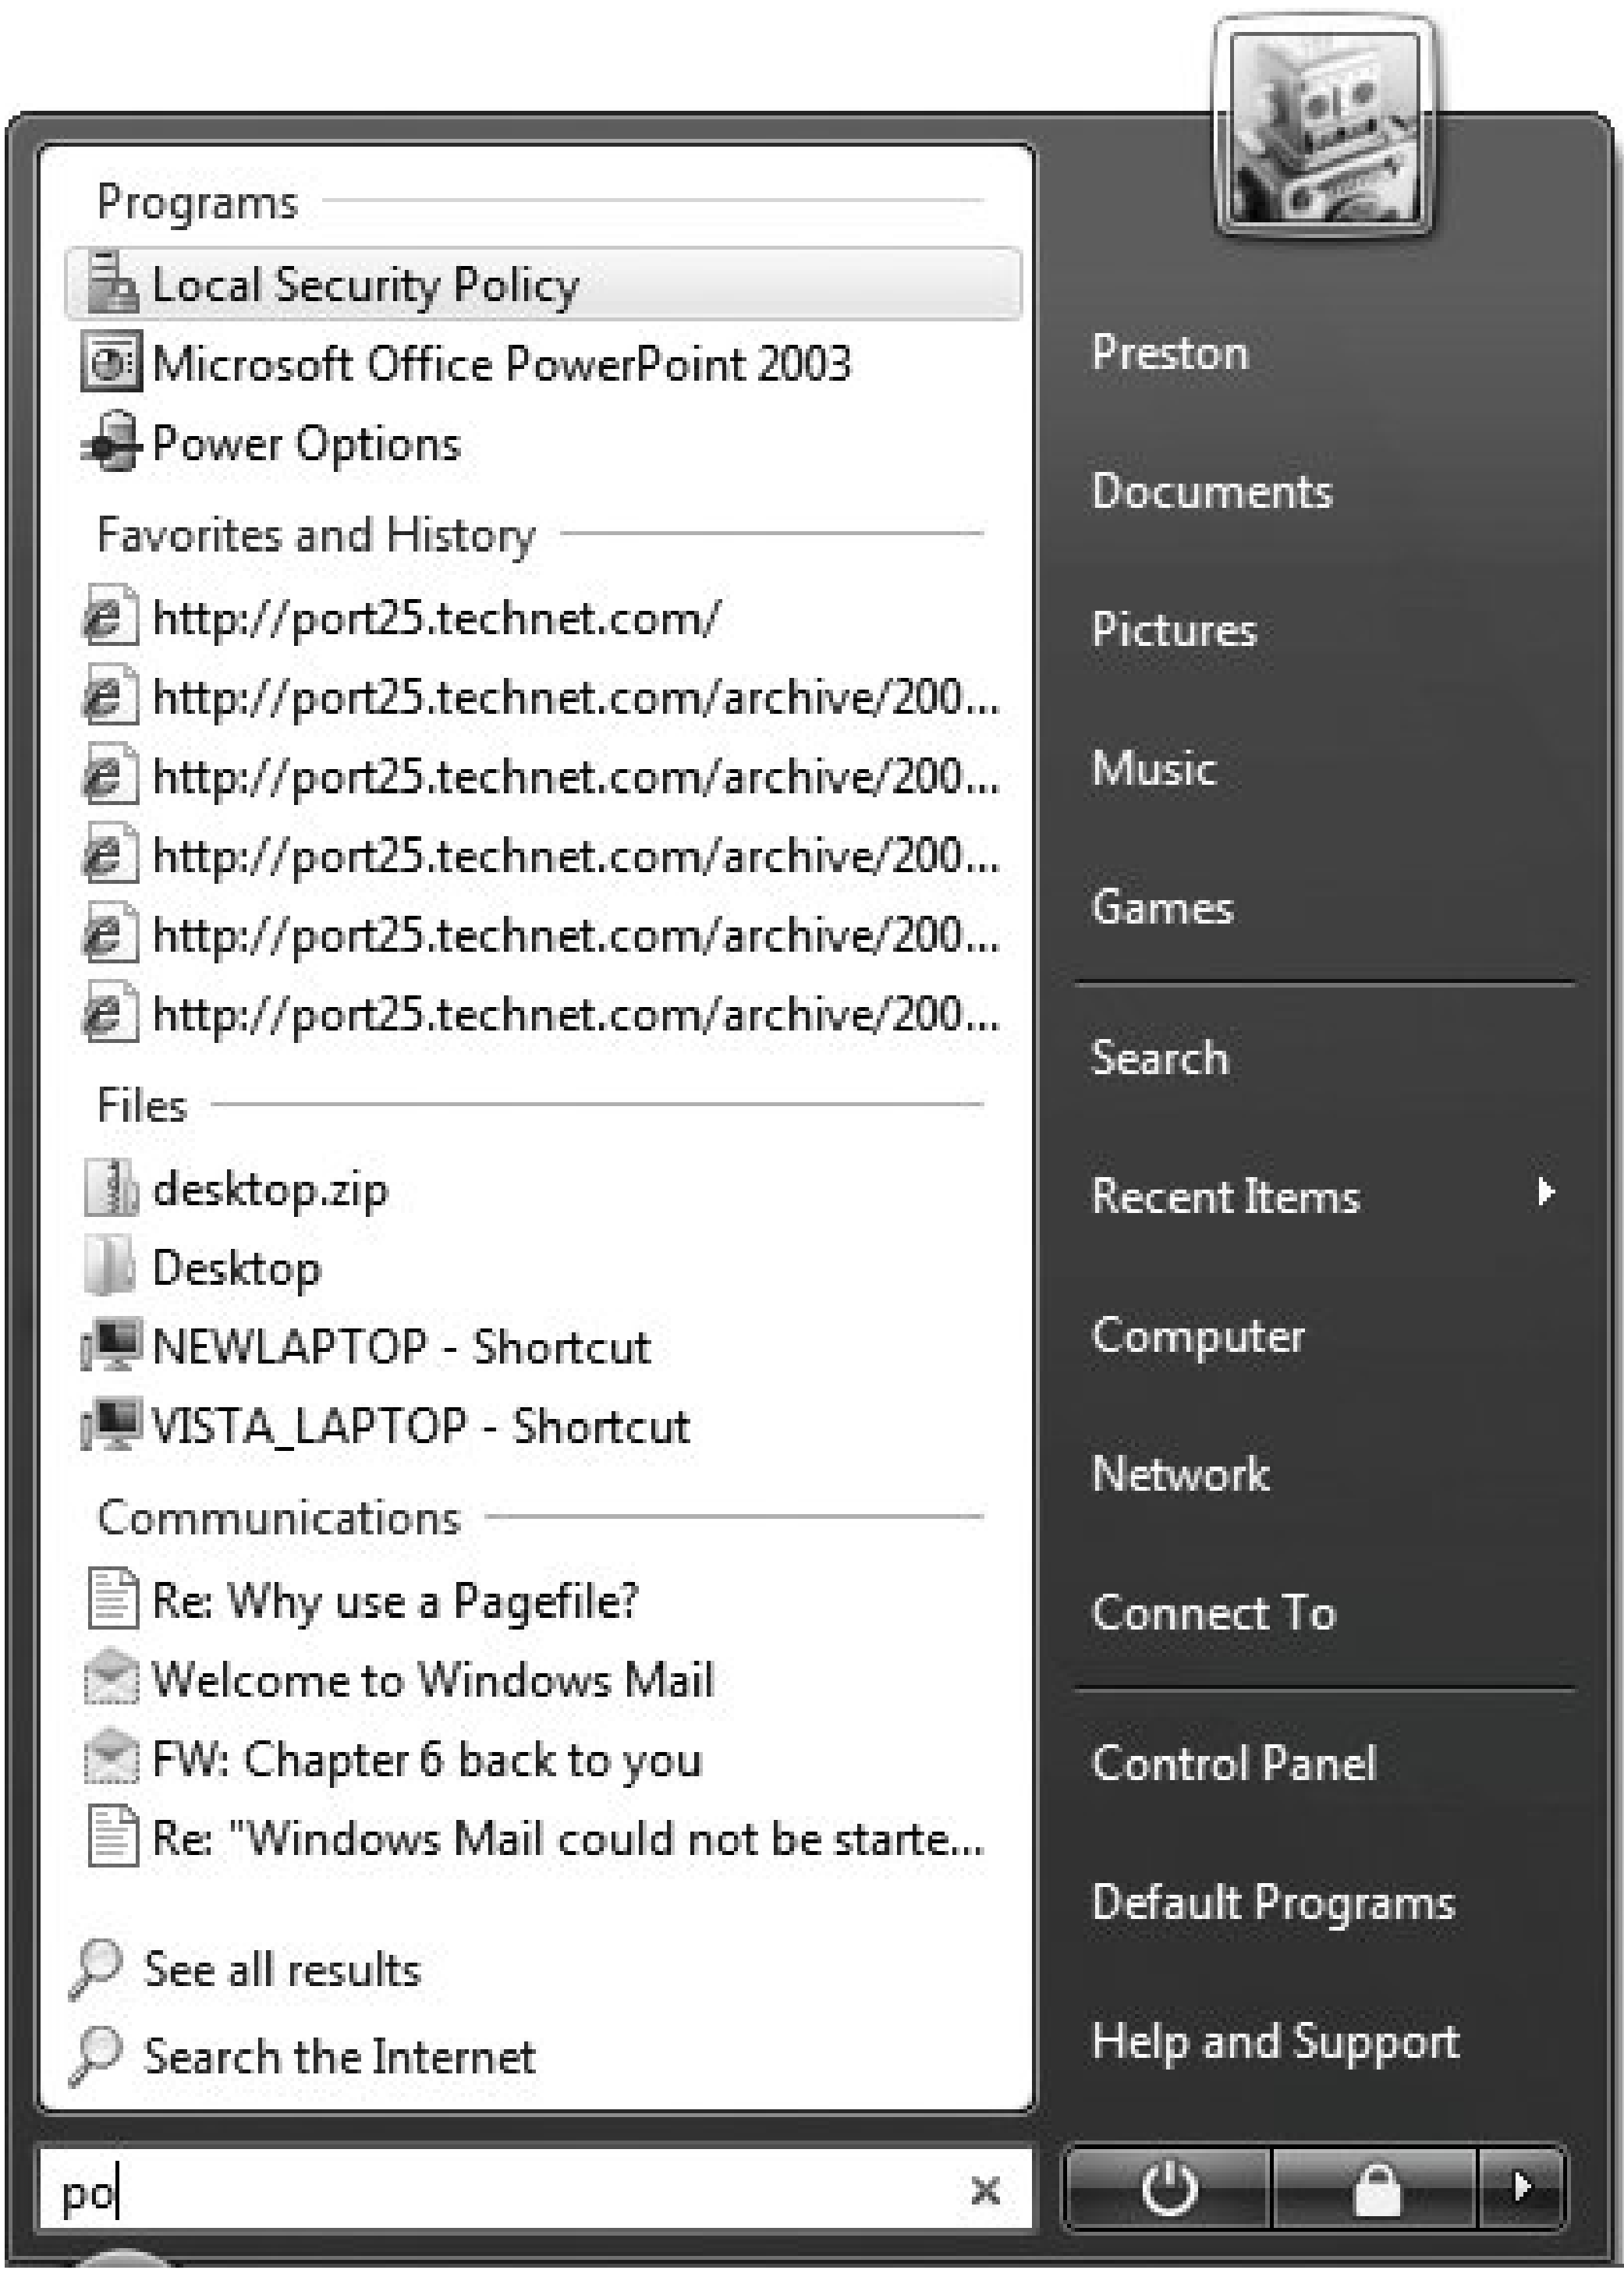 Programs
Local Security Policy
Microsoft Office PowerPoint 2003
Power Options
Favorites and History
http://port25.technet.com/
http://port25.technet.com/archive/200...
http://port25.technet.com/archive/200...
http://port25.technet.com/archive/200...
http://port25.technet.com/archive/200...
http://port25.technet.com/archive/200...
Files
desktop.zip
Desktop
NEWLAPTOP - Shortcut
VISTA_LAPTOP - Shortcut
Communications
Re: Why use a Pagefile?
Welcome to Windows Mail
FW: Chapter 6 back to you
Re: "Windows Mail could not be starte...
See all results
Search the Internet
po
Preston
Documents
Pictures
Music
Games
Search
Recent Items
Computer
Network
Connect To
Control Panel
Default Programs
Help and Support